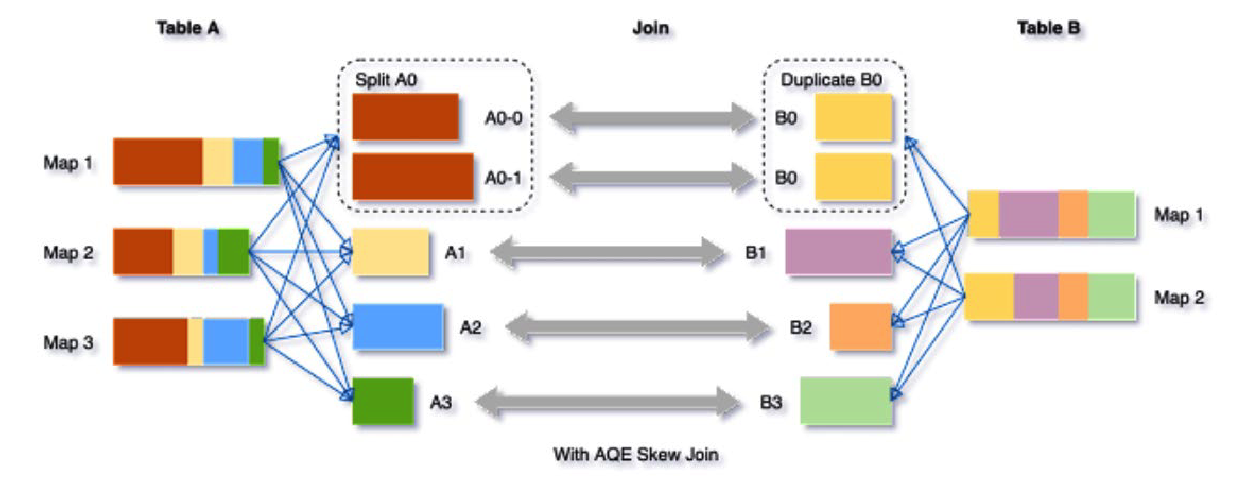 Table A
Join
Table B
Split A0
Duplicate B0
A0-0
B0
Map 1
A0-1
B0
Map 1
Map 2
A1
B1
Map 2
A2
B2
Map 3
A3
B3
With AQE Skew Join